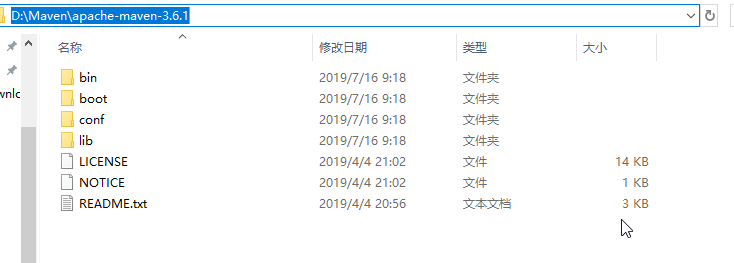 D:\Maven\apache-maven-3.6.1
名称 修改日期 类型 大小
bin 2019/7/16 9:18 文件夹
boot 2019/7/16 9:18 文件夹
wnlc conf 2019/7/16 9:18 文件夹
lib 2019/7/16 9:18 文件夹
LICENSE 2019/4/4 21:02 文件 14 KB
NOTICE 2019/4/4 21:02 文件 1 KB
README.txt 2019/4/4 20:56 文本文档 3 KB